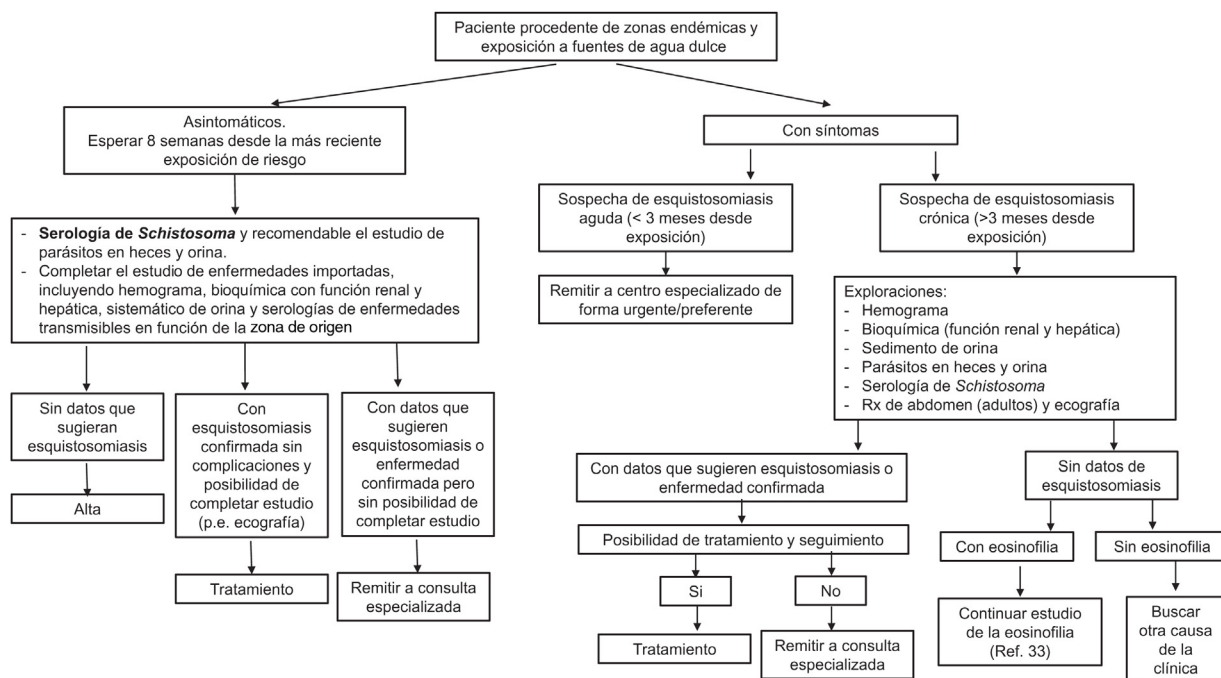 Paciente procedente de zonas endémicas y
exposición a fuentes de agua dulce
Asintomáticos.
Esperar 8 semanas desde la más reciente
exposición de riesgo
Con síntomas
Sospecha de esquistosomiasis
aguda (< 3 meses desde
exposición)
Sospecha de esquistosomiasis
crónica (>3 meses desde
exposición)
- Serología de Schistosoma y recomendable el estudio de
parásitos en heces y orina.
- Completar el estudio de enfermedades importadas,
incluyendo hemograma, bioquímica con función renal y
hepática, sistemático de orina y serologías de enfermedades
transmisibles en función de la zona de origen
Remitir a centro especializado de
forma urgente/preferente
Exploraciones:
- Hemograma
- Bioquímica (función renal y hepática)
- Sedimento de orina
- Parásitos en heces y orina
- Serología de Schistosoma
- Rx de abdomen (adultos) y ecografía
Sin datos que
sugieran
esquistosomiasis
Con
esquistosomiasis
confirmada sin
complicaciones y
posibilidad de
completar estudio
(p.e. ecografía)
Con datos que
sugieren
esquistosomiasis o
enfermedad
confirmada pero
sin posibilidad de
completar estudio
Alta
Tratamiento
Remitir a consulta
especializada
Con datos que sugieren esquistosomiasis o
enfermedad confirmada
Sin datos de
esquistosomiasis
Posibilidad de tratamiento y seguimiento
Con eosinofilia
Sin eosinofilia
Si
No
Tratamiento
Remitir a consulta
especializada
Continuar estudio
de la eosinofilia
(Ref. 33)
Buscar
otra causa
de la
clínica